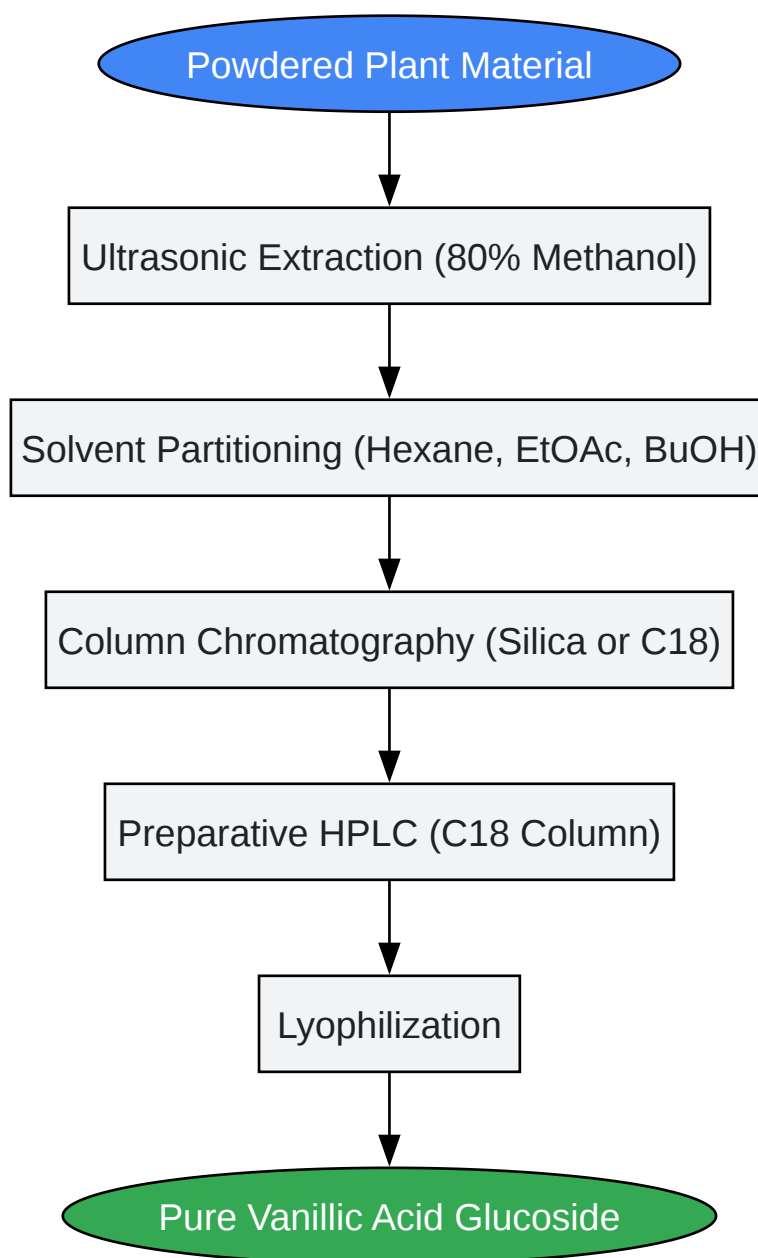 Powdered Plant Material
Ultrasonic Extraction (80% Methanol)
Solvent Partitioning (Hexane, EtOAc, BuOH)
Column Chromatography (Silica or C18)
Preparative HPLC (C18 Column)
Lyophilization
Pure Vanillic Acid Glucoside